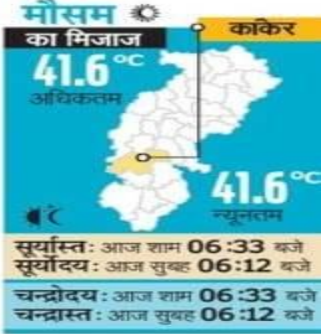 मौसम
का मिजाज
कांकेर
41.6°C
अधिकतम
41.6°C
न्यूनतम
सूर्यास्त: आज शाम 06:33 बजे
सूर्योदय: आज सुबह 06:12 बजे
चन्द्रोदय: आज शाम 06:33 बजे
चन्द्रास्त: आज सुबह 06:12 बजे